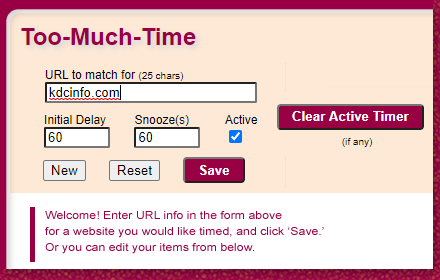 Too-Much-Time
URL to match for (25 chars)
kdcinfo.com
Initial Delay Snooze(s) Active
60 60
Clear Active Timer
(if any)
New Reset Save
Welcome! Enter URL info in the form above
for a website you would like timed, and click ‘Save.’
Or you can edit your items from below.